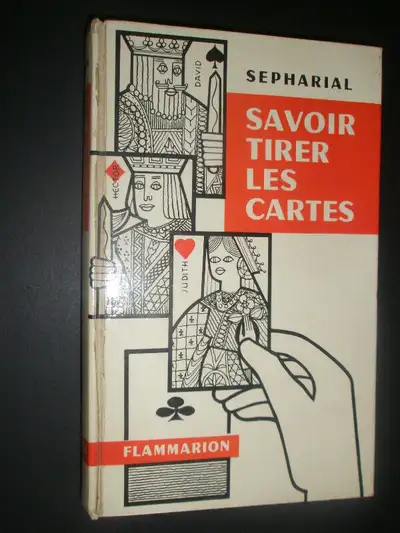 SEPHARIAL
SAVOIR
TIRER
LES
CARTES
DAVID
HECTOR
JUDITH
FLAMMARION